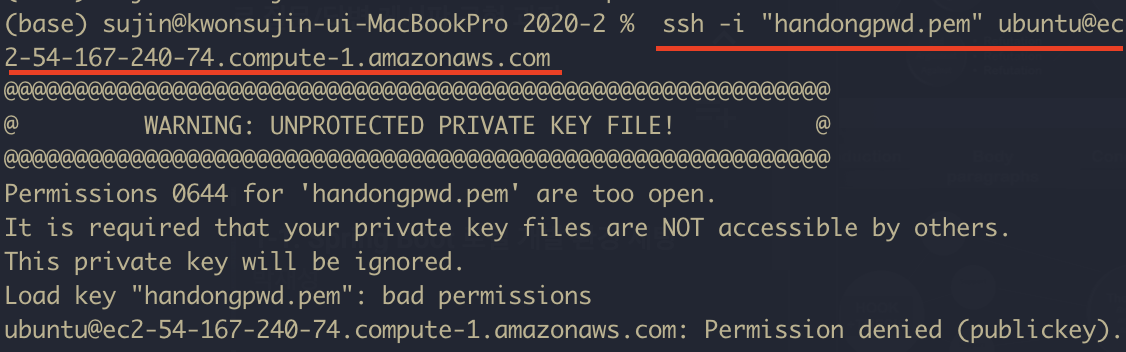 (base) sujin@kwonsujin-ui-MacBookPro 2020-2 %  ssh -i "handongpwd.pem" ubuntu@ec
2-54-167-240-74.compute-1.amazonaws.com
@@@@@@@@@@@@@@@@@@@@@@@@@@@@@@@@@@@@@@@@@@@@@@@@@@@@@@@@@@@
@         WARNING: UNPROTECTED PRIVATE KEY FILE!          @
@@@@@@@@@@@@@@@@@@@@@@@@@@@@@@@@@@@@@@@@@@@@@@@@@@@@@@@@@@@
Permissions 0644 for 'handongpwd.pem' are too open.
It is required that your private key files are NOT accessible by others.
This private key will be ignored.
Load key "handongpwd.pem": bad permissions
ubuntu@ec2-54-167-240-74.compute-1.amazonaws.com: Permission denied (publickey).